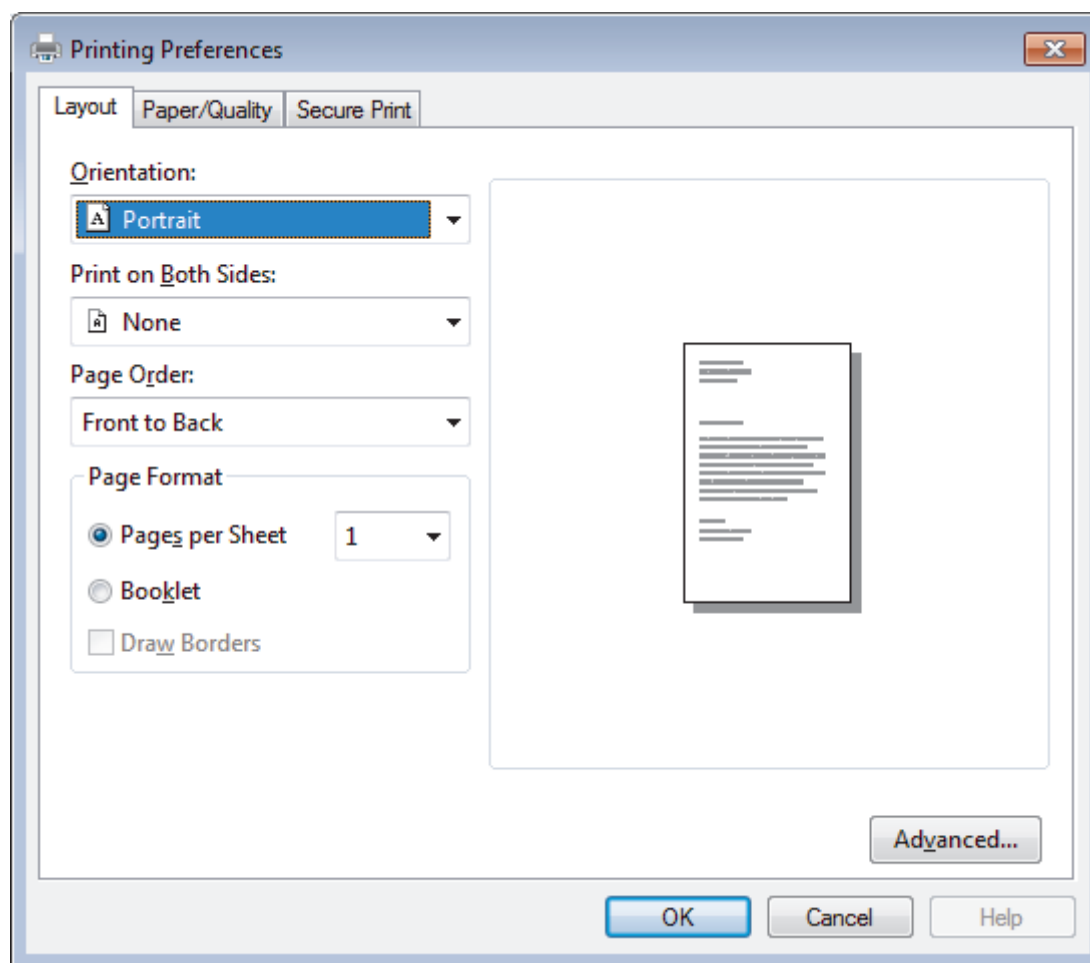 Printing Preferences
Layout
Paper/Quality
Secure Print
Orientation:
A Portrait
Print on Both Sides:
A None
Page Order:
Front to Back
Page Format
Pages per Sheet 1
Booklet
Draw Borders
Advanced...
OK
Cancel
Help